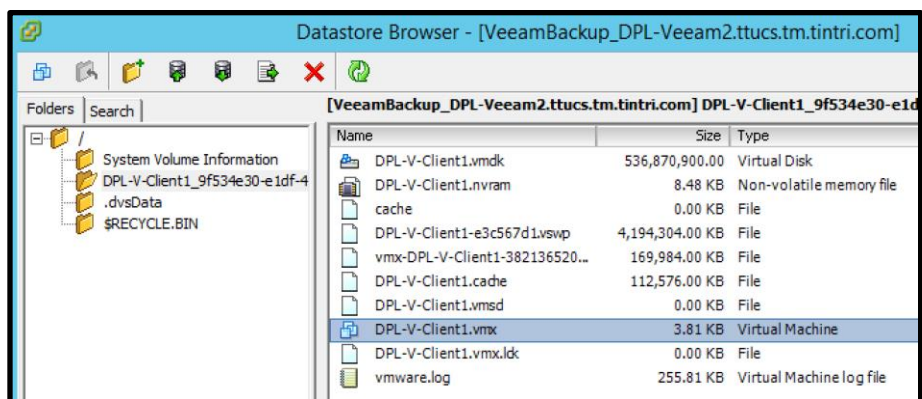 Datastore Browser - [VeeamBackup_DPL-Veeam2.ttucs.tm.tintri.com]
Folders Search
[VeeamBackup_DPL-Veeam2.ttucs.tm.tintri.com] DPL-V-Client1_9f534e30-e1d
/
System Volume Information
DPL-V-Client1_9f534e30-e1df-4
.dvsData
$RECYCLE.BIN
Name Size Type
DPL-V-Client1.vmdk 536,870,900.00 Virtual Disk
DPL-V-Client1.nvram 8.48 KB Non-volatile memory file
cache 0.00 KB File
DPL-V-Client1-e3c567d1.vswp 4,194,304.00 KB File
vmx-DPL-V-Client1-382136520... 169,984.00 KB File
DPL-V-Client1.cache 112,576.00 KB File
DPL-V-Client1.vmsd 0.00 KB File
DPL-V-Client1.vmx 3.81 KB Virtual Machine
DPL-V-Client1.vmx.lck 0.00 KB File
vmware.log 255.81 KB Virtual Machine log file